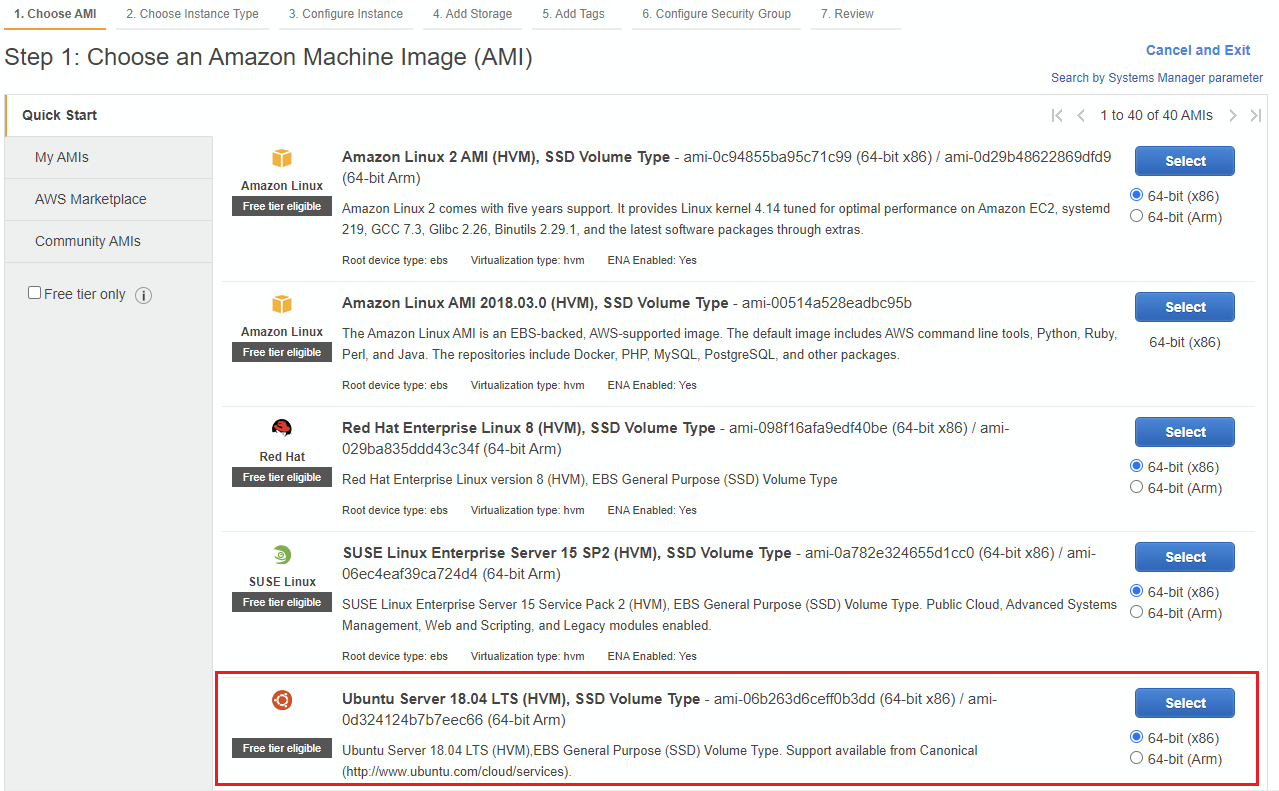 1. Choose AMI
2. Choose Instance Type
3. Configure Instance
4. Add Storage
5. Add Tags
6. Configure Security Group
7. Review
Step 1: Choose an Amazon Machine Image (AMI)
Cancel and Exit
Search by Systems Manager parameter
Quick Start
My AMIs
AWS Marketplace
Community AMIs
Free tier only
1 to 40 of 40 AMIs
Amazon Linux
Free tier eligible
Amazon Linux 2 AMI (HVM), SSD Volume Type - ami-0c94855ba95c71c99 (64-bit x86) / ami-0d29b48622869dfd9
(64-bit Arm)
Amazon Linux 2 comes with five years support. It provides Linux kernel 4.14 tuned for optimal performance on Amazon EC2, systemd
219, GCC 7.3, Glibc 2.26, Binutils 2.29.1, and the latest software packages through extras.
Root device type: ebs Virtualization type: hvm ENA Enabled: Yes
Select
64-bit (x86)
64-bit (Arm)
Amazon Linux
Free tier eligible
Amazon Linux AMI 2018.03.0 (HVM), SSD Volume Type - ami-00514a528eadbc95b
The Amazon Linux AMI is an EBS-backed, AWS-supported image. The default image includes AWS command line tools, Python, Ruby,
Perl, and Java. The repositories include Docker, PHP, MySQL, PostgreSQL, and other packages.
Root device type: ebs Virtualization type: hvm ENA Enabled: Yes
Select
64-bit (x86)
Red Hat
Free tier eligible
Red Hat Enterprise Linux 8 (HVM), SSD Volume Type - ami-098f16afa9edf40be (64-bit x86) / ami-
029ba835ddd43c34f (64-bit Arm)
Red Hat Enterprise Linux version 8 (HVM), EBS General Purpose (SSD) Volume Type
Root device type: ebs Virtualization type: hvm ENA Enabled: Yes
Select
64-bit (x86)
64-bit (Arm)
SUSE Linux
Free tier eligible
SUSE Linux Enterprise Server 15 SP2 (HVM), SSD Volume Type - ami-0a782e324655d1cc0 (64-bit x86) / ami-
06ec4eaf39ca724d4 (64-bit Arm)
SUSE Linux Enterprise Server 15 Service Pack 2 (HVM), EBS General Purpose (SSD) Volume Type. Public Cloud, Advanced Systems
Management, Web and Scripting, and Legacy modules enabled.
Root device type: ebs Virtualization type: hvm ENA Enabled: Yes
Select
64-bit (x86)
64-bit (Arm)
Free tier eligible
Ubuntu Server 18.04 LTS (HVM), SSD Volume Type - ami-06b263d6ceff0b3dd (64-bit x86) / ami-
0d324124b7b7eec66 (64-bit Arm)
Ubuntu Server 18.04 LTS (HVM),EBS General Purpose (SSD) Volume Type. Support available from Canonical
(http://www.ubuntu.com/cloud/services).
Select
64-bit (x86)
64-bit (Arm)